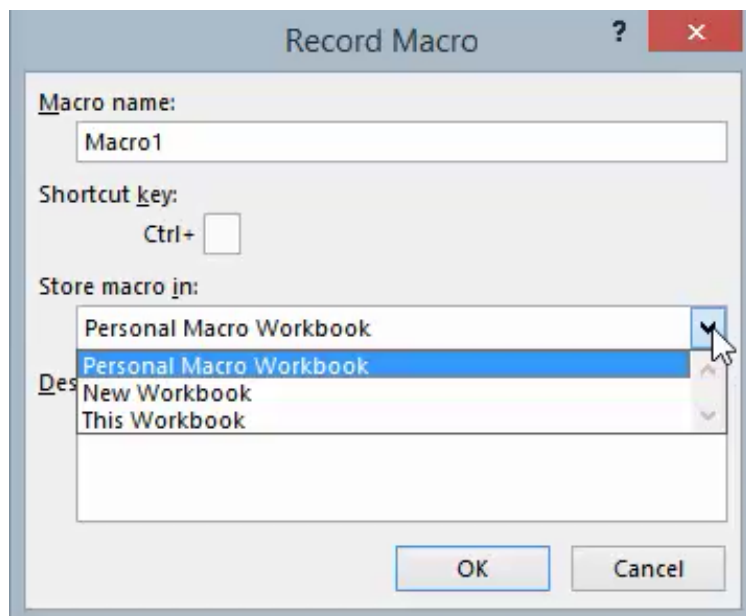 Record Macro
?
Macro name:
Macro1
Shortcut key:
Ctrl+
Store macro in:
Personal Macro Workbook
Personal Macro Workbook
Des
New Workbook
This Workbook
OK
Cancel